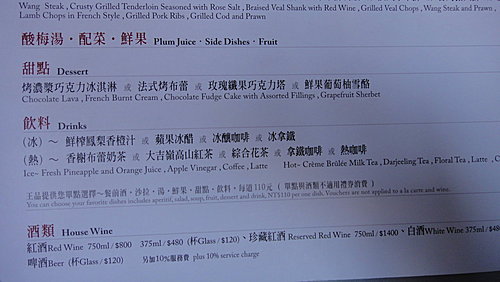 Wang Steak , Crusty Grilled Tenderloin Seasoned with Rose Salt , Braised Veal Shank with Red Wine , Grilled Veal Chops , Wang Steak and Prawn ,
Lamb Chops in French Style , Grilled Pork Ribs , Grilled Cod and Prawn
酸梅湯・配菜・鮮果 Plum Juice · Side Dishes · Fruit
甜點 Dessert
烤濃漿巧克力冰淇淋 或 法式烤布蕾 或 玫瑰纖果巧克力塔 或 鮮果葡萄柚雪酪
Chocolate Lava , French Burnt Cream , Chocolate Fudge Cake with Assorted Fillings , Grapefruit Sherbet
飲料 Drinks
(冰) ～ 鮮榨鳳梨香橙汁 或 蘋果冰醋 或 冰釀咖啡 或 冰拿鐵
(熱) ～ 香榭布蕾奶茶 或 大吉嶺高山紅茶 或 綜合花茶 或 拿鐵咖啡 或 熱咖啡
Ice~ Fresh Pineapple and Orange Juice , Apple Vinegar , Coffee , Latte Hot~ Crème Brûlée Milk Tea , Darjeeling Tea , Floral Tea , Latte
王品提供您單點選擇～餐前酒、沙拉、湯、鮮果、甜點、飲料，每道110元 ( 單點與酒類不適用禮券消費 )
You can choose your favorite dishes includes aperitif, salad, soup, fruit, dessert and drink, NT$110 per one dish. Vouchers are not applied to a la carte and wine.
酒類 House Wine
紅酒Red Wine 750ml / $800 375ml / $480 (杯Glass / $120)、珍藏紅酒 Reserved Red Wine 750ml / $1400、白酒White Wine 375ml/$480
啤酒Beer (杯Glass / $120) 另加10%服務費 plus 10% service charge